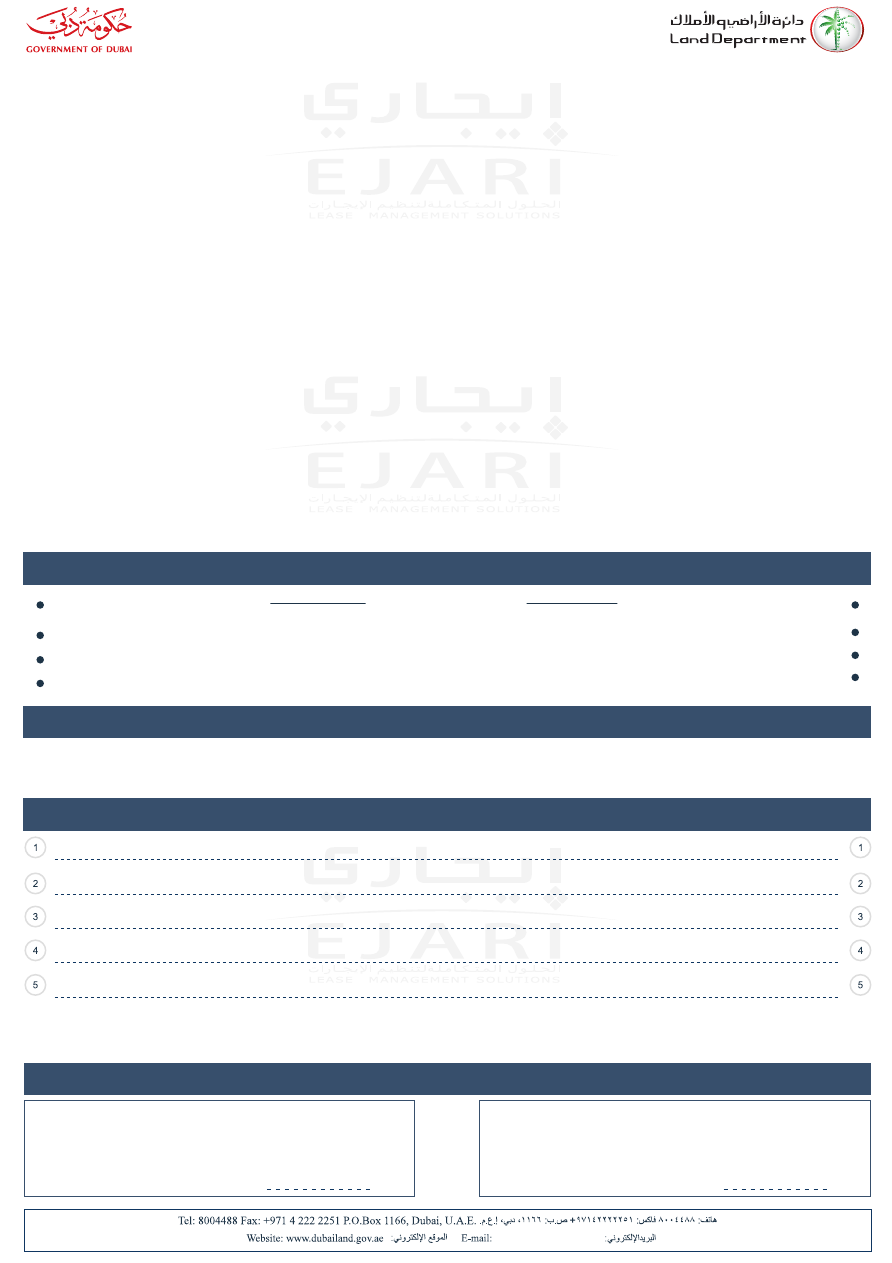 حكومة دبي
GOVERNMENT OF DUBAI
دائرة الأراضي والأملاك
Land Department
إيجاري
EJARI
الحلول المتكاملة لتنظيم الإيجارات
LEASE MANAGEMENT SOLUTIONS
إيجاري
EJARI
الحلول المتكاملة لتنظيم الإيجارات
LEASE MANAGEMENT SOLUTIONS
1 1
إيجاري
2 2
3 3
EJARI
4 4
الحلول المتكاملة لتنظيم الإيجارات
LEASE MANAGEMENT SOLUTIONS
5 5
Tel: 8004488 Fax: +971 4 222 2251 P.O.Box 1166, Dubai, U.A.E. هاتف: ٨٠٠٤٤٨٨ فاكس: ٩٧١٤٢٢٢٢٢٥١+ ص.ب: ١١٦٦، دبي، إ.ع.م.
Website: www.dubailand.gov.ae الموقع الإلكتروني: E-mail: البريدالإلكتروني: